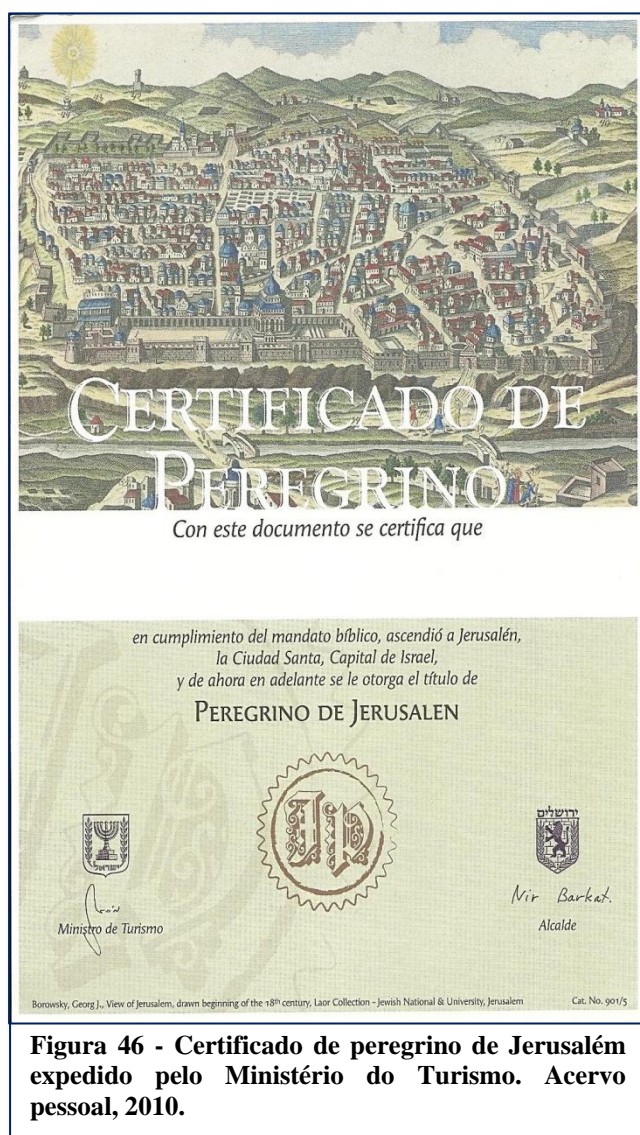 CERTIFICADO DE
PEREGRINO
Con este documento se certifica que
en cumplimiento del mandato bíblico, ascendió a Jerusalén,
la Ciudad Santa, Capital de Israel,
y de ahora en adelante se le otorga el título de
PEREGRINO DE JERUSALEN
JP
ישראל
Ministro de Turismo
ירושלים
Nir Barkat.
Alcalde
Borowsky, Georg J., View of Jerusalem, drawn beginning of the 18th century, Laor Collection - Jewish National & University, Jerusalem Cat. No. 901/5
Figura 46 - Certificado de peregrino de Jerusalém
expedido pelo Ministério do Turismo. Acervo
pessoal, 2010.